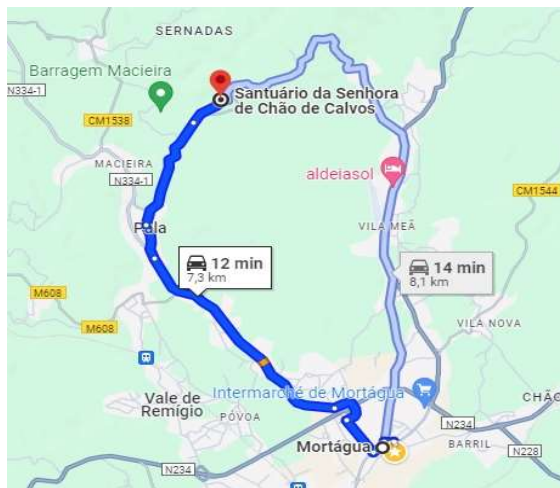 SERNADAS
Barragem Macieira
N334-1
Santuário da Senhora
de Chão de Calvos
CM1538
aldeiasol
MACIEIRA
N334-1
CM1544
Pala
VILA MEÃ
12 min
7,3 km
14 min
8,1 km
M608
M608
VILA NOVA
Vale de
Remígio
Intermarché de Mortágua
PÓVOA
CHÃO
N234
Mortágua
BARRIL
N228
N234